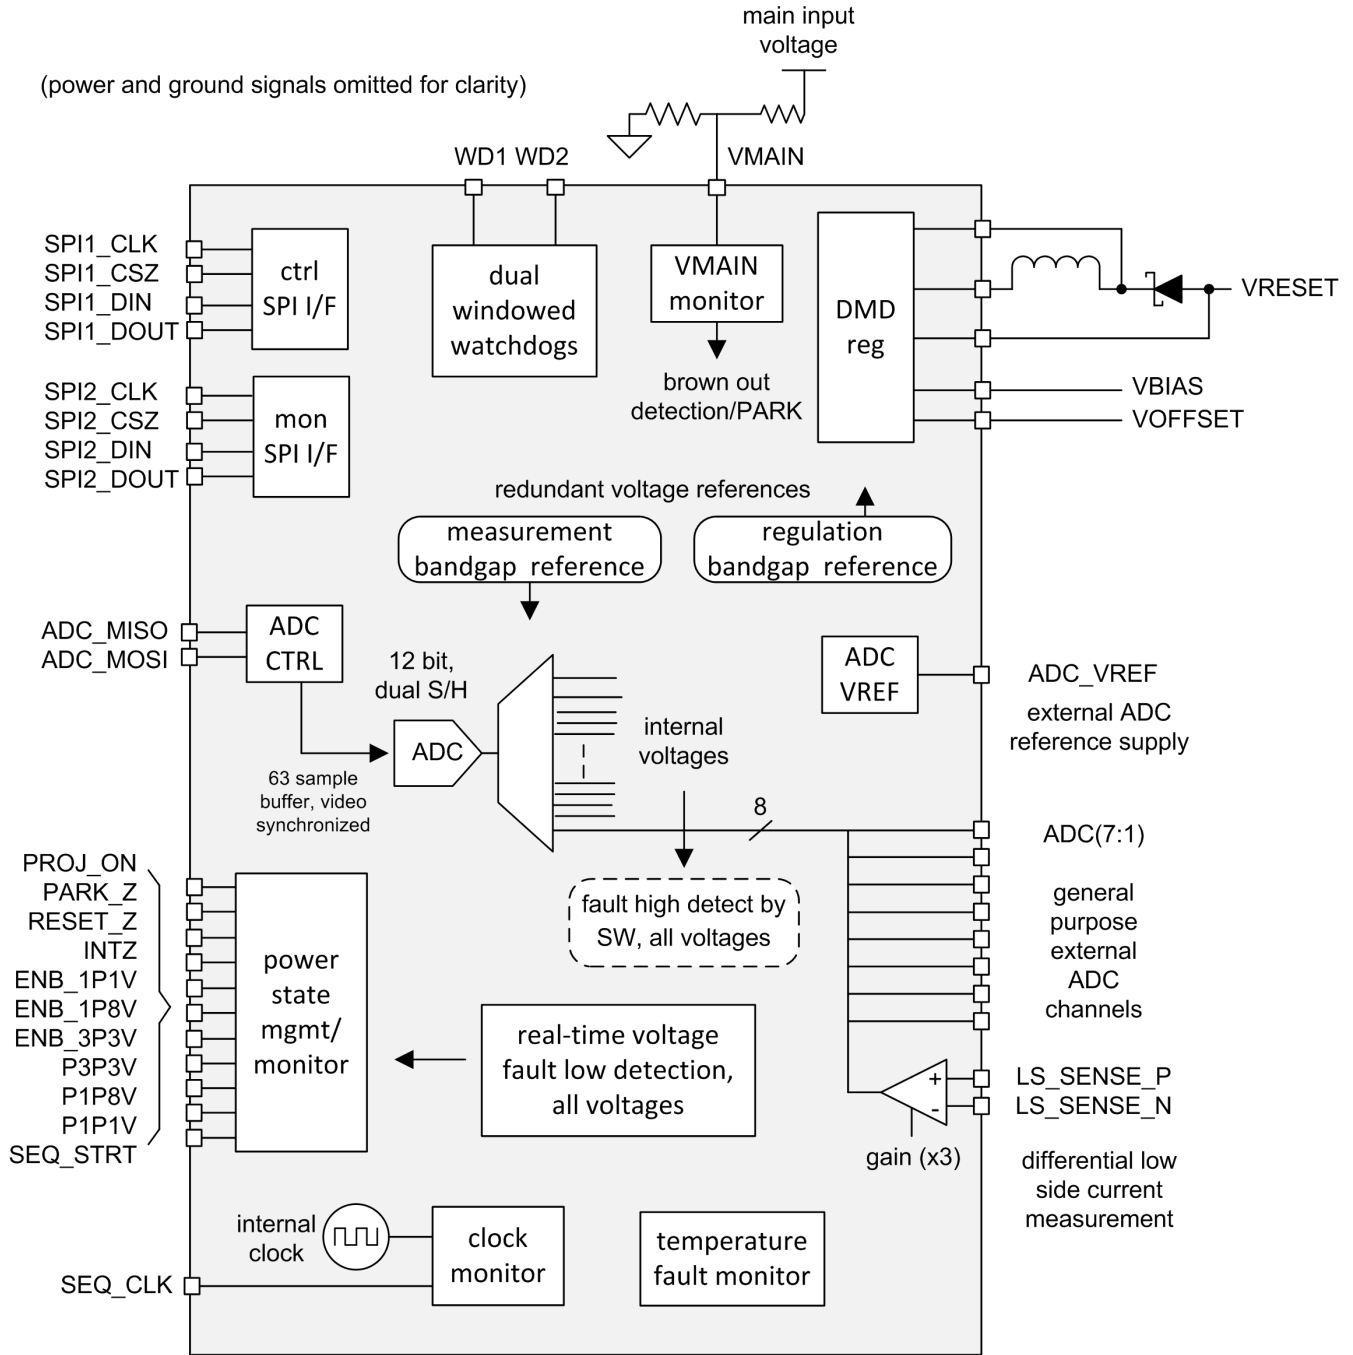 main input
voltage
(power and ground signals omitted for clarity)
WD1 WD2
VMAIN
SPI1_CLK
SPI1_CSZ
SPI1_DIN
SPI1_DOUT
ctrl
SPI I/F
dual
windowed
watchdogs
VMAIN
monitor
brown out
detection/PARK
DMD
reg
VRESET
VBIAS
VOFFSET
SPI2_CLK
SPI2_CSZ
SPI2_DIN
SPI2_DOUT
mon
SPI I/F
redundant voltage references
measurement
bandgap reference
regulation
bandgap reference
ADC_MISO
ADC_MOSI
ADC
CTRL
12 bit,
dual S/H
ADC
63 sample
buffer, video
synchronized
internal
voltages
ADC
VREF
ADC_VREF
external ADC
reference supply
8
ADC(7:1)
general
purpose
external
ADC
channels
fault high detect by
SW, all voltages
PROJ_ON
PARK_Z
RESET_Z
INTZ
ENB_1P1V
ENB_1P8V
ENB_3P3V
P3P3V
P1P8V
P1P1V
SEQ_STRT
power
state
mgmt/
monitor
real-time voltage
fault low detection,
all voltages
+
-
LS_SENSE_P
LS_SENSE_N
gain (x3)
differential low
side current
measurement
internal
clock
clock
monitor
temperature
fault monitor
SEQ_CLK